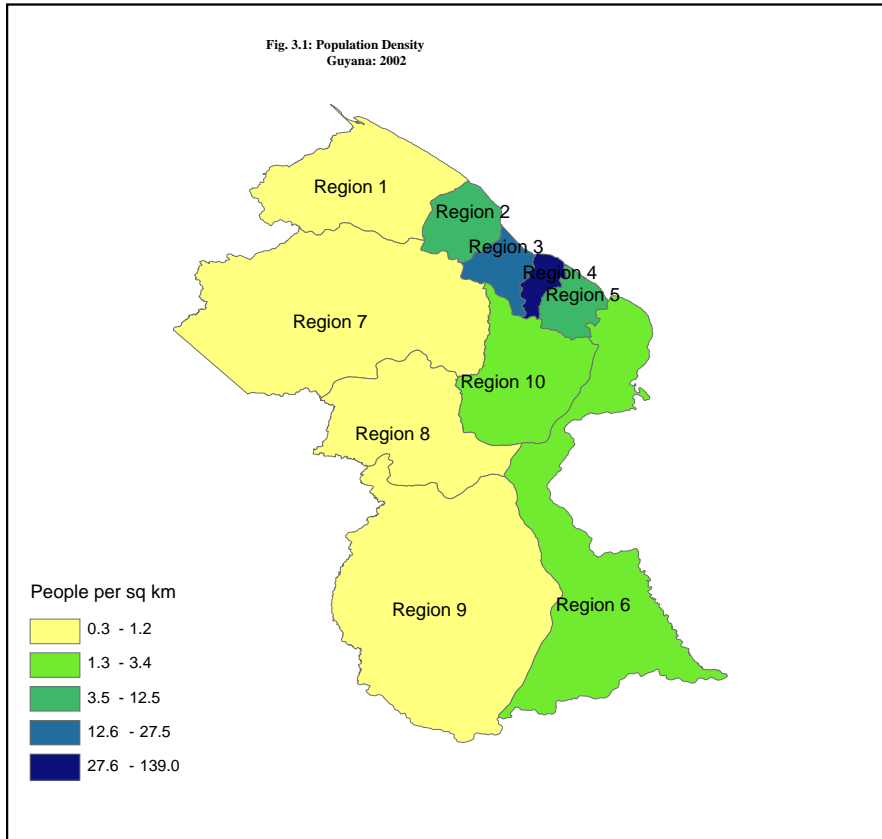 Fig. 3.1: Population Density
Guyana: 2002
Region 1
Region 2
Region 3
Region 4
Region 5
Region 7
Region 10
Region 8
Region 9
Region 6
People per sq km
0.3 - 1.2
1.3 - 3.4
3.5 - 12.5
12.6 - 27.5
27.6 - 139.0